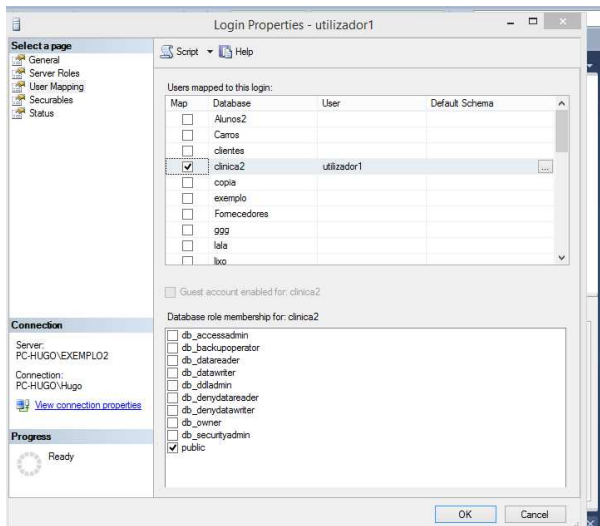 Login Properties - utilizador1
Select a page
General
Server Roles
User Mapping
Securables
Status
Script Help
Users mapped to this login:
Map Database User Default Schema
Alunos2
Carros
clientes
clinica2 utilizador1 ...
copia
exemplo
Fornecedores
ggg
lala
lixo
Guest account enabled for: clinica2
Database role membership for: clinica2
db_accessadmin
db_backupoperator
db_datareader
db_datawriter
db_ddladmin
db_denydatareader
db_denydatawriter
db_owner
db_securityadmin
public
Connection
Server:
PC-HUGO\EXEMPLO2
Connection:
PC-HUGO\Hugo
View connection properties
Progress
Ready
OK Cancel